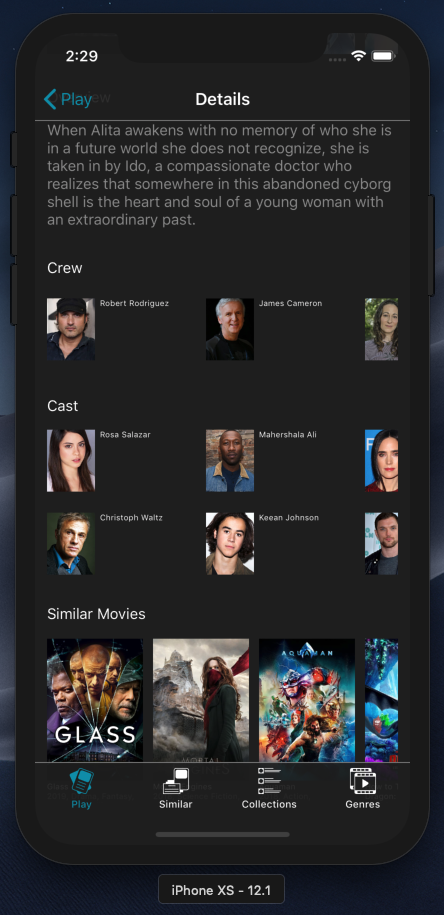 2:29
Play
Details
When Alita awakens with no memory of who she is
in a future world she does not recognize, she is
taken in by Ido, a compassionate doctor who
realizes that somewhere in this abandoned cyborg
shell is the heart and soul of a young woman with
an extraordinary past.
Crew
Robert Rodriguez
James Cameron
Cast
Rosa Salazar
Mahershala Ali
Christoph Waltz
Keean Johnson
Similar Movies
GLASS
MORTAL
AQUAMAN
Play
Similar
Collections
Genres
iPhone XS - 12.1